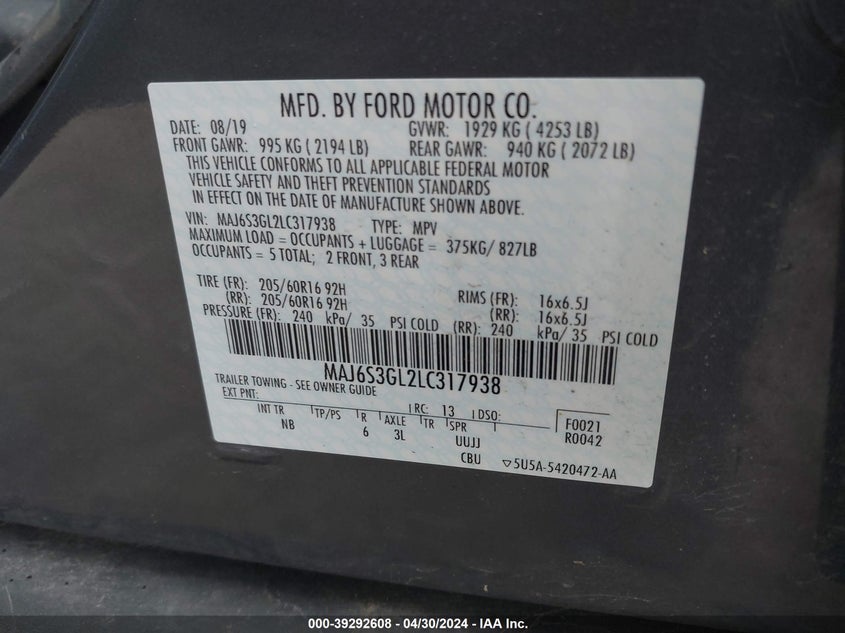 MFD. BY FORD MOTOR CO.
DATE: 08/19 GVWR: 1929 KG ( 4253 LB)
FRONT GAWR: 995 KG ( 2194 LB) REAR GAWR: 940 KG ( 2072 LB)
THIS VEHICLE CONFORMS TO ALL APPLICABLE FEDERAL MOTOR
VEHICLE SAFETY AND THEFT PREVENTION STANDARDS
IN EFFECT ON THE DATE OF MANUFACTURE SHOWN ABOVE.
VIN: MAJ6S3GL2LC317938 TYPE: MPV
MAXIMUM LOAD = OCCUPANTS + LUGGAGE = 375KG/ 827LB
OCCUPANTS = 5 TOTAL; 2 FRONT, 3 REAR
TIRE (FR): 205/60R16 92H RIMS (FR): 16x6.5J
(RR): 205/60R16 92H (RR): 16x6.5J
PRESSURE (FR): 240 kPa/ 35 PSI COLD (RR): 240 kPa/ 35 PSI COLD
MAJ6S3GL2LC317938
TRAILER TOWING - SEE OWNER GUIDE
EXT PNT: RC: 13 DSO: F0021
INT TR TP/PS R AXLE TR SPR R0042
NB 6 3L UUJJ
CBU ▽5U5A-5420472-AA
000-39292608 - 04/30/2024 - IAA Inc.